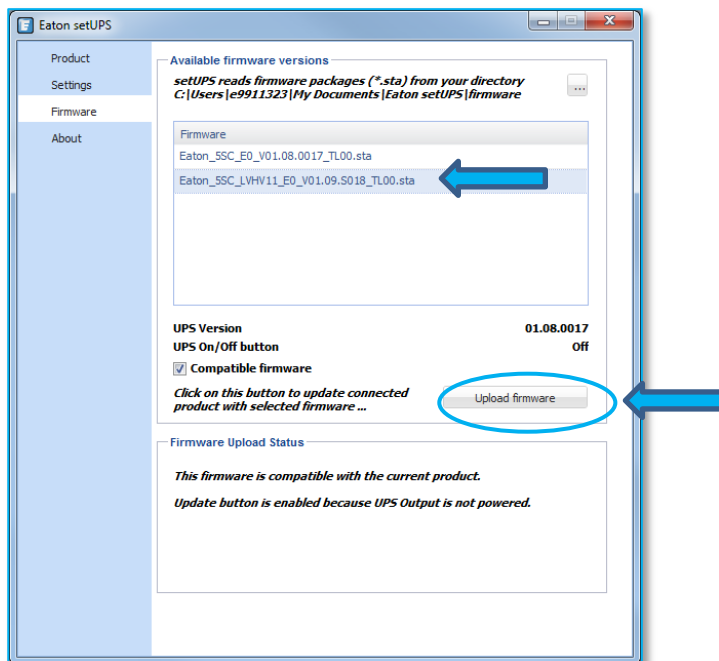 Eaton setUPS
Product
Settings
Firmware
About
Available firmware versions
setUPS reads firmware packages (*.sta) from your directory
C:|Users|e9911323|My Documents|Eaton setUPS|firmware
...
Firmware
Eaton_5SC_E0_V01.08.0017_TL00.sta
Eaton_5SC_LVHV11_E0_V01.09.S018_TL00.sta
UPS Version 01.08.0017
UPS On/Off button Off
Compatible firmware
Click on this button to update connected
product with selected firmware ...
Upload firmware
Firmware Upload Status
This firmware is compatible with the current product.
Update button is enabled because UPS Output is not powered.